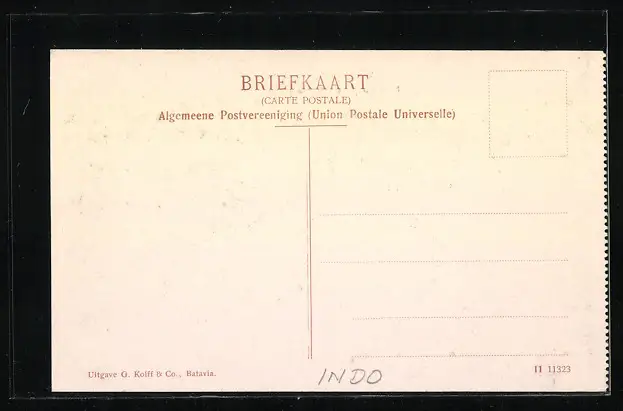 BRIEFKAART
(CARTE POSTALE)
Algemeene Postvereeniging (Union Postale Universelle)
Uitgave G. Kolff & Co., Batavia.
INDO
II 11323